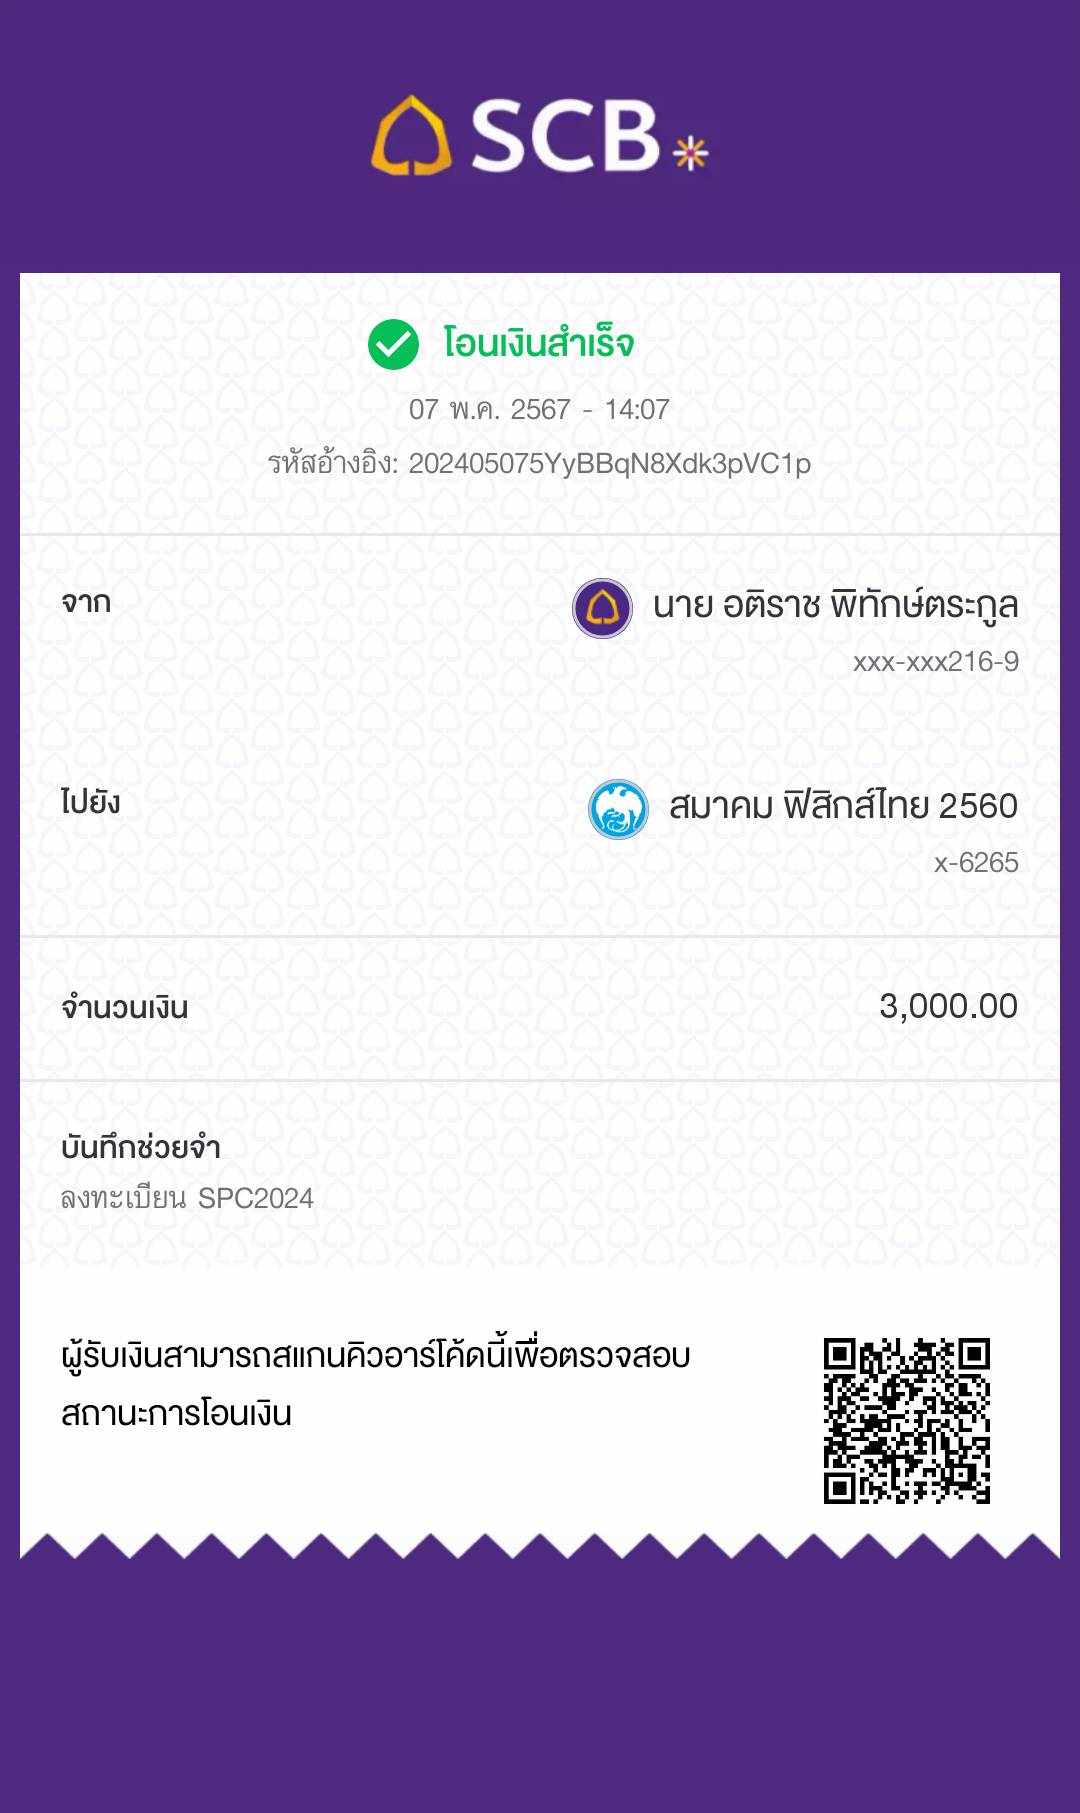 SCB
โอนเงินสำเร็จ
07 พ.ค. 2567 - 14:07
รหัสอ้างอิง: 202405075YyBBqN8Xdk3pVC1p
จาก
นาย อติราช พิทักษ์ตระกูล
xxx-xxx216-9
ไปยัง
สมาคม ฟิสิกส์ไทย 2560
x-6265
จำนวนเงิน
3,000.00
บันทึกช่วยจำ
ลงทะเบียน SPC2024
ผู้รับเงินสามารถสแกนคิวอาร์โค้ดนี้เพื่อตรวจสอบ
สถานะการโอนเงิน